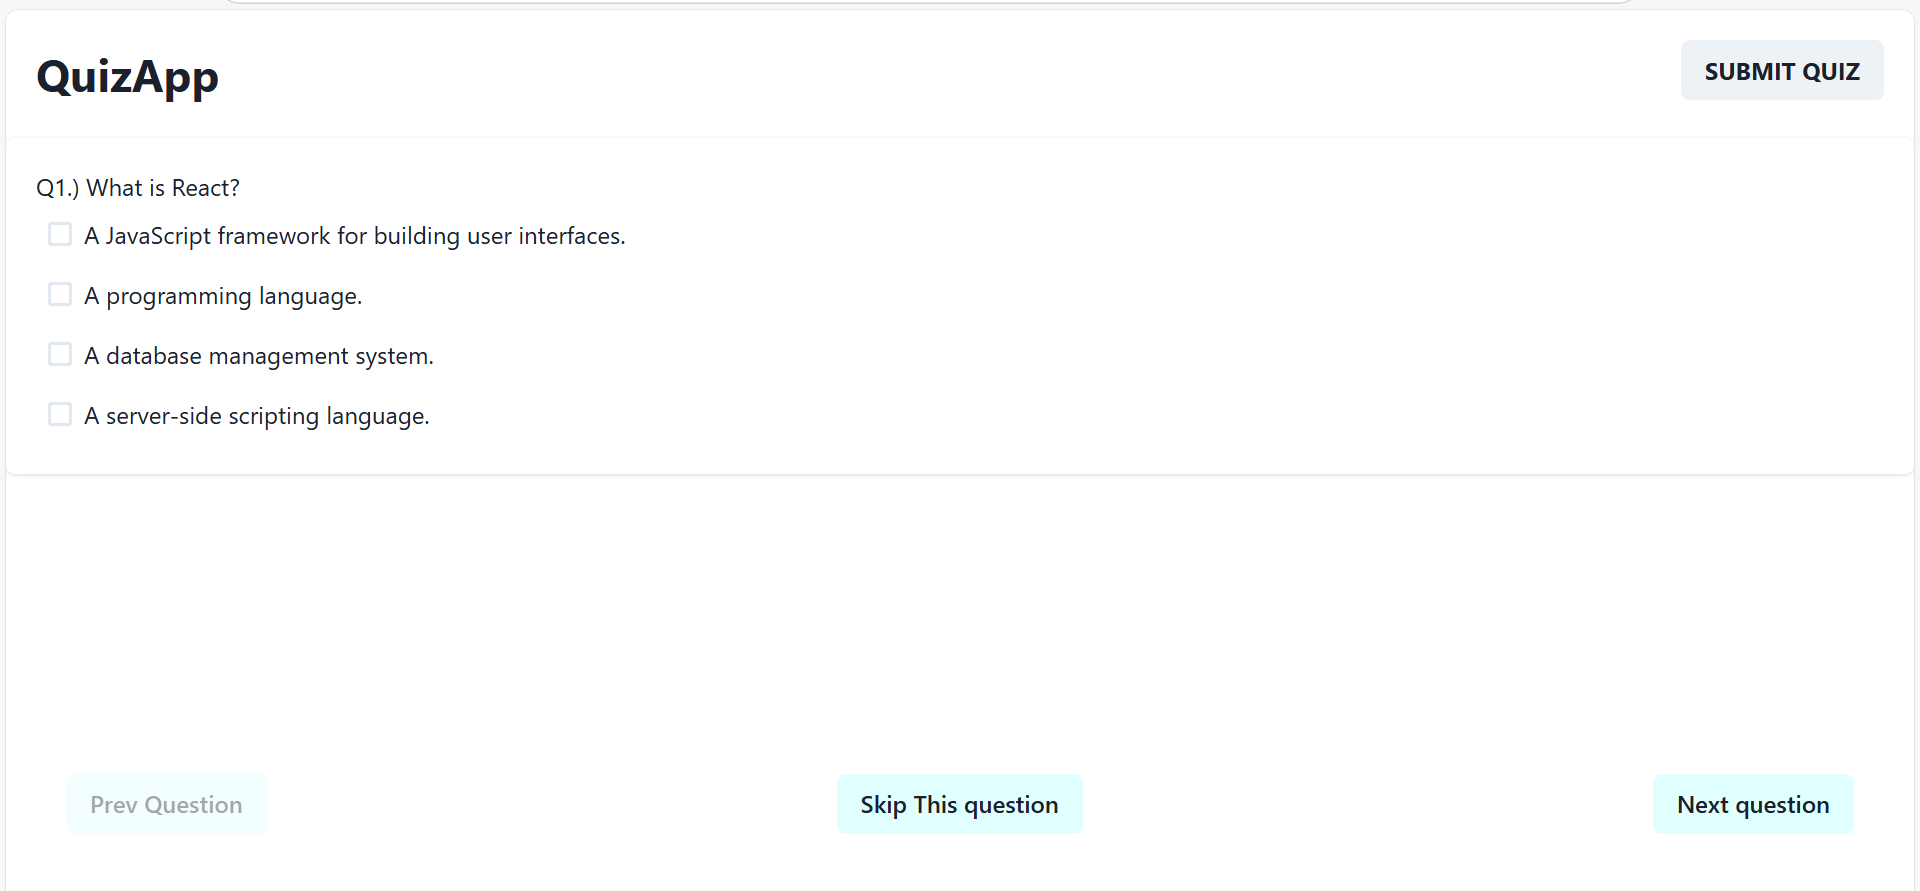 QuizApp
SUBMIT QUIZ
Q1.) What is React?
A JavaScript framework for building user interfaces.
A programming language.
A database management system.
A server-side scripting language.
Prev Question
Skip This question
Next question